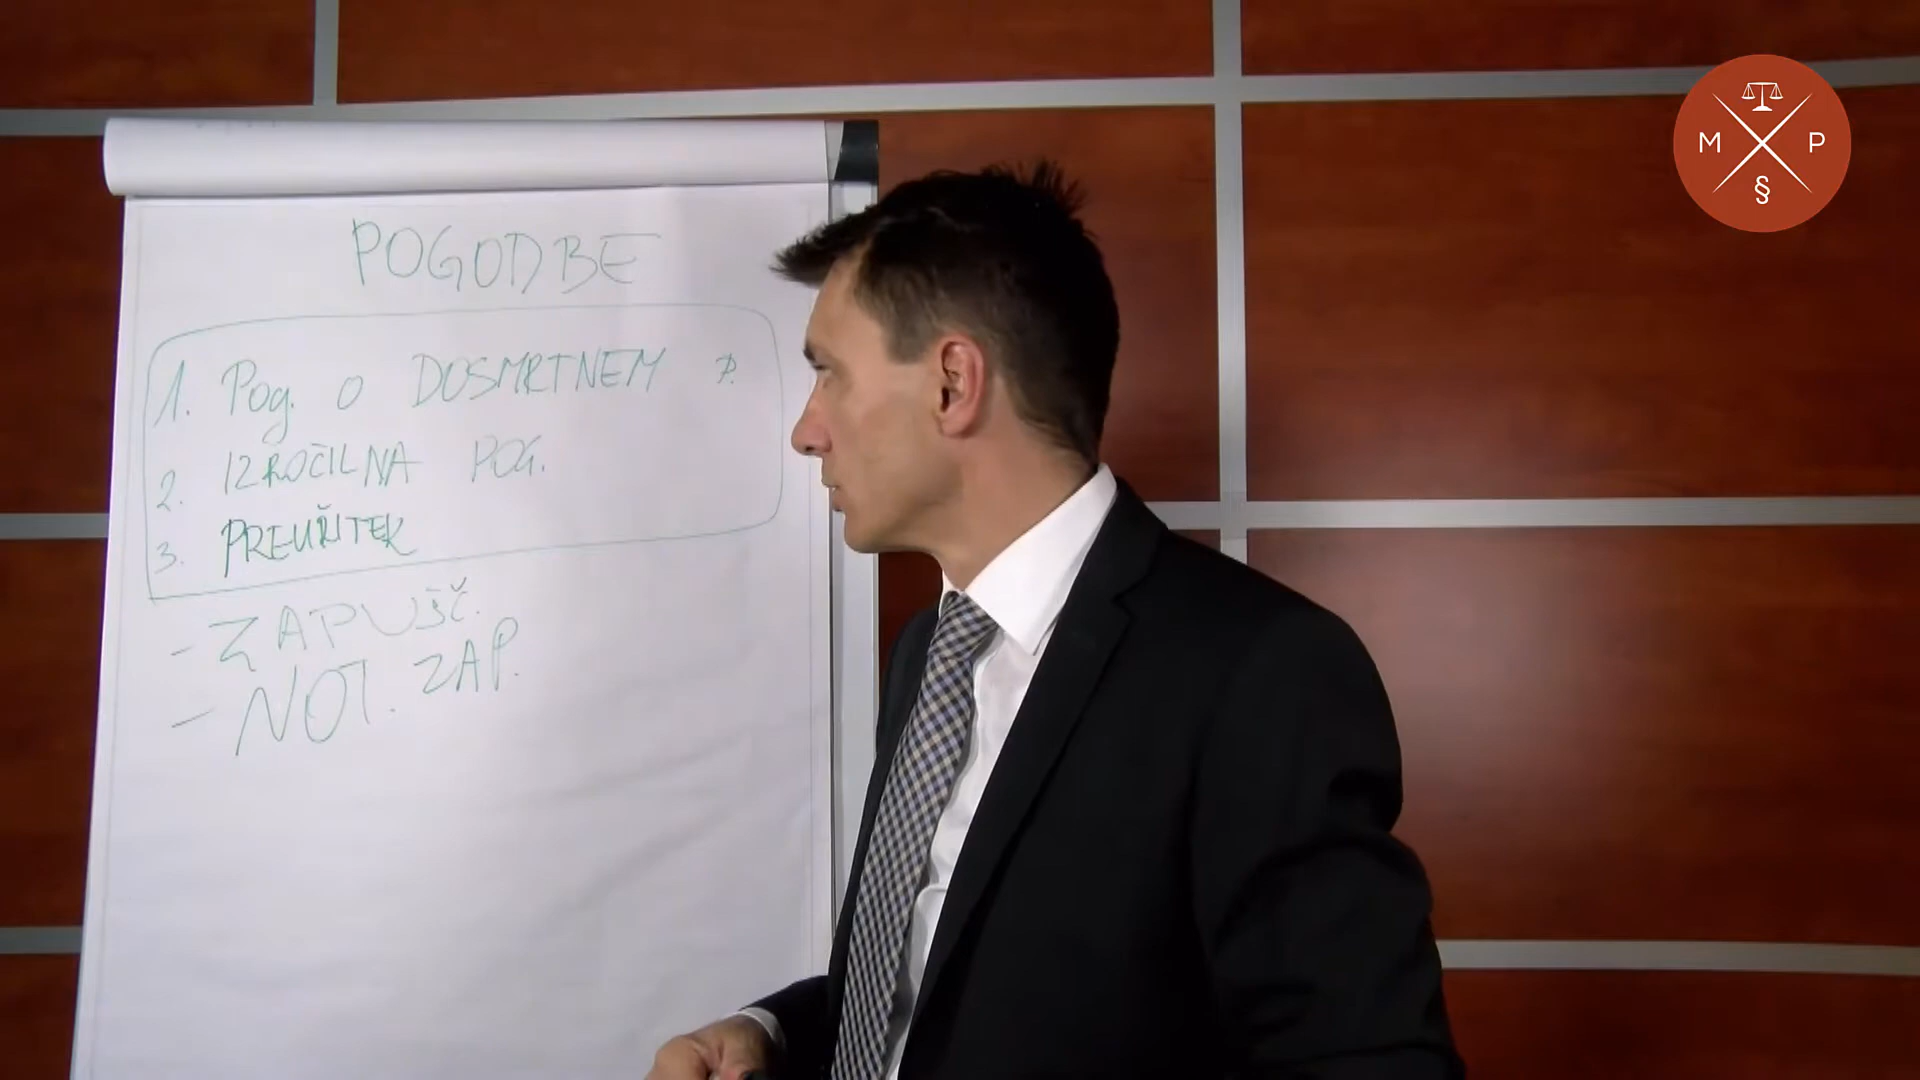 POGODBE
1. Pog. o DOSMRTNEM P.
2. IZROČILNA POG.
3. PREUŽITEK
- ZAPUŠČ.
- NOT. ZAP.
M P
§